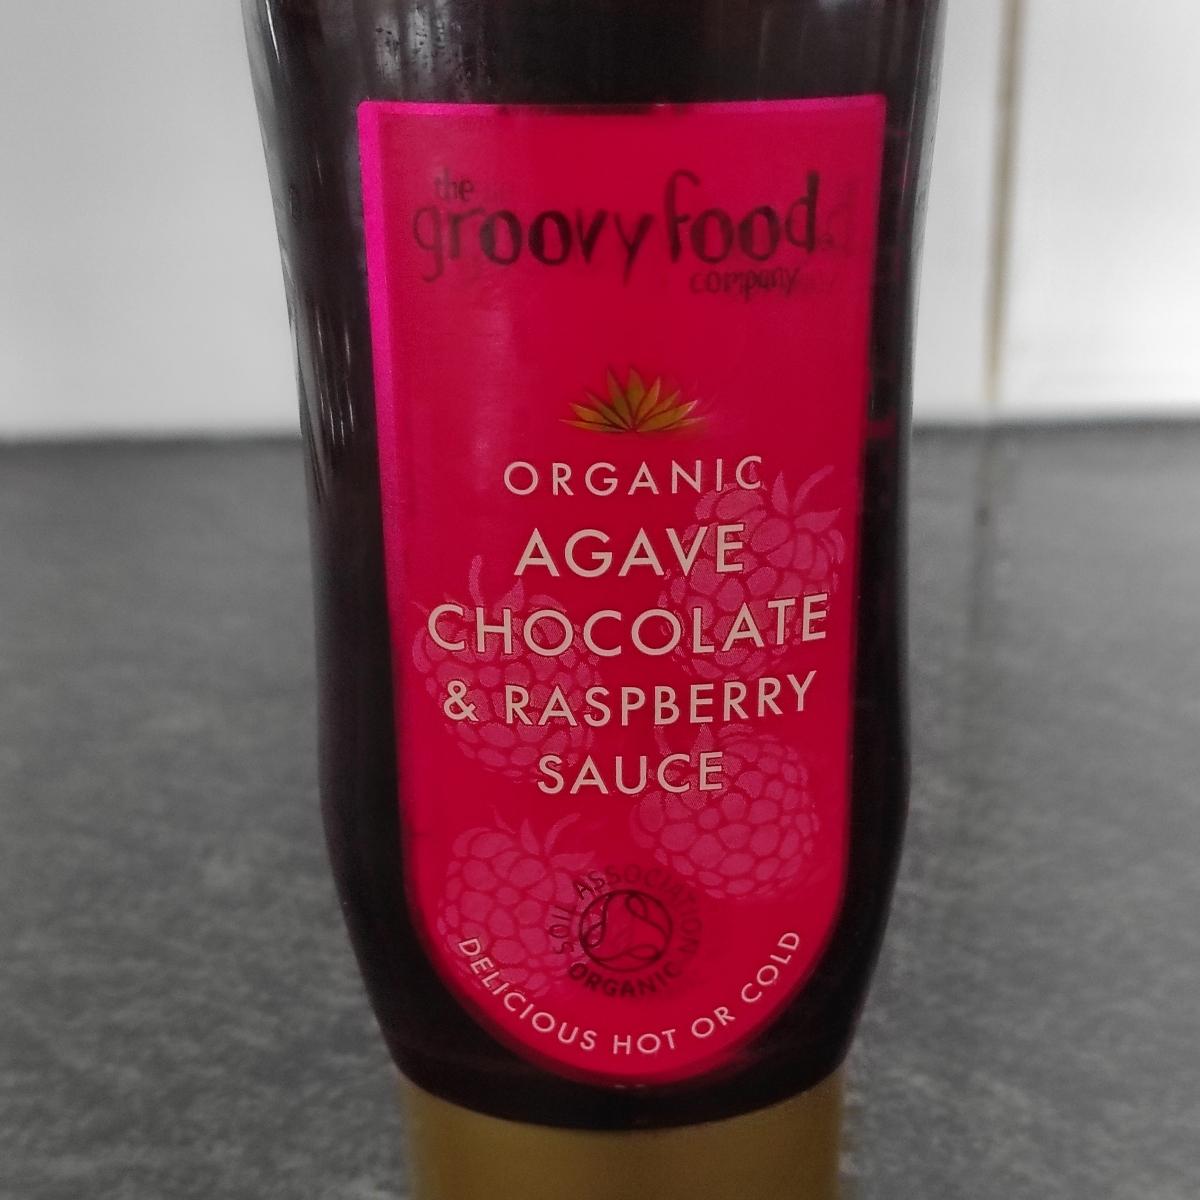 the
groovy food
company
ORGANIC
AGAVE
CHOCOLATE
& RASPBERRY
SAUCE
SOIL ASSOCIATION
ORGANIC
DELICIOUS HOT OR COLD